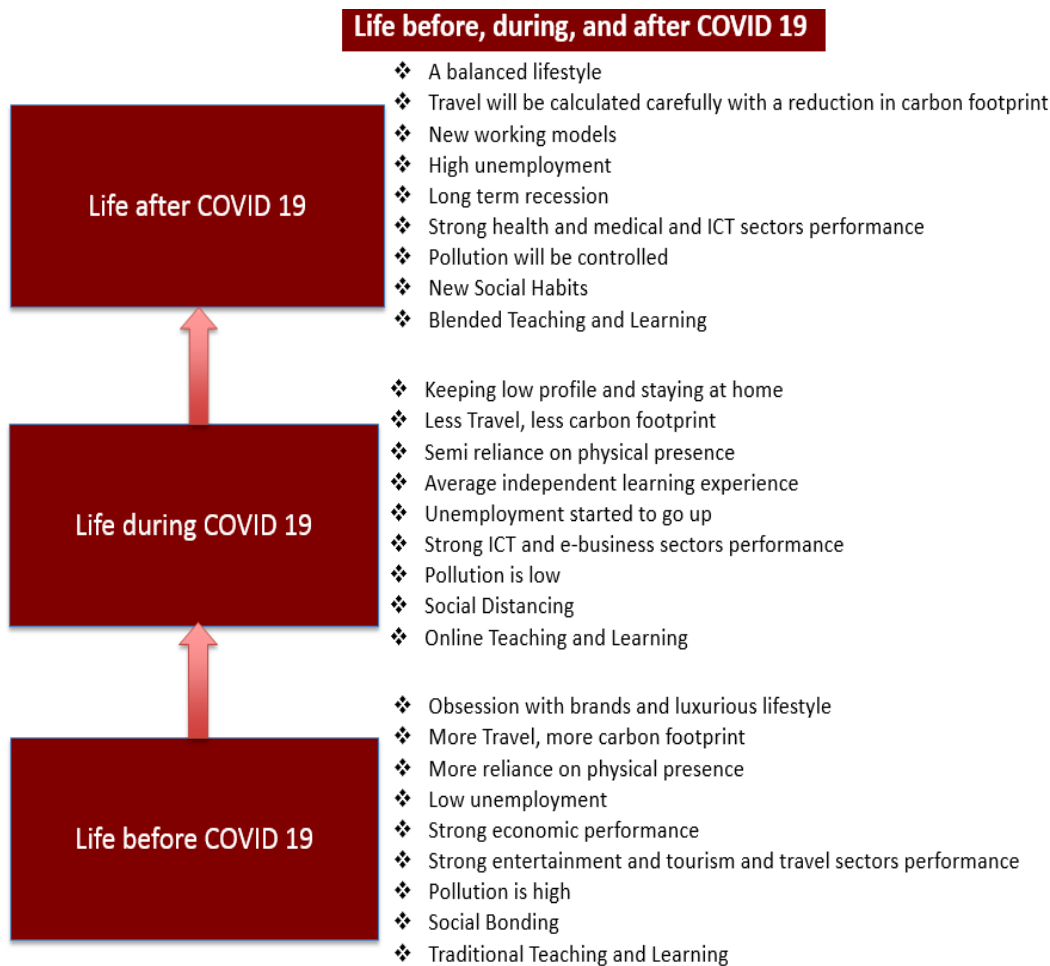 Life before, during, and after COVID 19
Life after COVID 19
❖ A balanced lifestyle
❖ Travel will be calculated carefully with a reduction in carbon footprint
❖ New working models
❖ High unemployment
❖ Long term recession
❖ Strong health and medical and ICT sectors performance
❖ Pollution will be controlled
❖ New Social Habits
❖ Blended Teaching and Learning
Life during COVID 19
❖ Keeping low profile and staying at home
❖ Less Travel, less carbon footprint
❖ Semi reliance on physical presence
❖ Average independent learning experience
❖ Unemployment started to go up
❖ Strong ICT and e-business sectors performance
❖ Pollution is low
❖ Social Distancing
❖ Online Teaching and Learning
Life before COVID 19
❖ Obsession with brands and luxurious lifestyle
❖ More Travel, more carbon footprint
❖ More reliance on physical presence
❖ Low unemployment
❖ Strong economic performance
❖ Strong entertainment and tourism and travel sectors performance
❖ Pollution is high
❖ Social Bonding
❖ Traditional Teaching and Learning